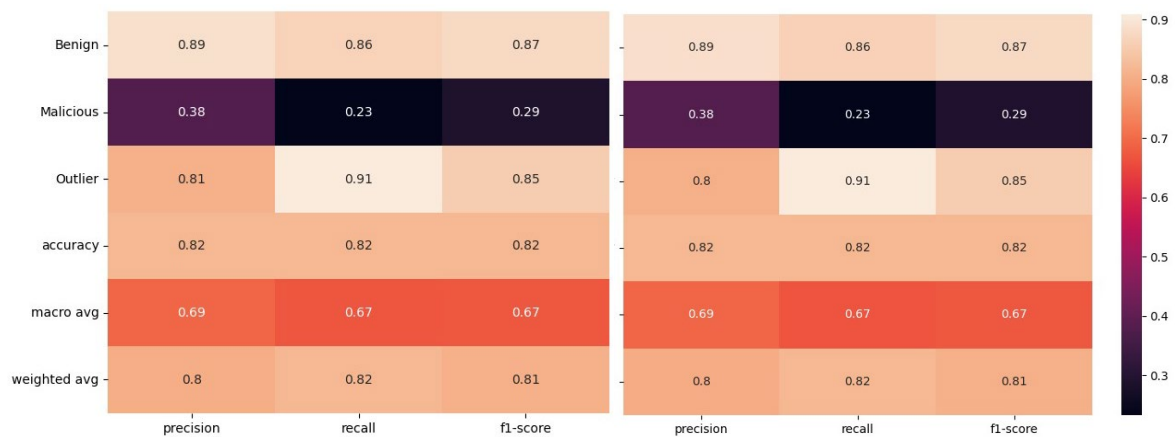 Benign 0.89 0.86 0.87 0.89 0.86 0.87 0.9
0.8
Malicious 0.38 0.23 0.29 0.38 0.23 0.29
0.7
Outlier 0.81 0.91 0.85 0.8 0.91 0.85
0.6
accuracy 0.82 0.82 0.82 0.82 0.82 0.82
0.5
macro avg 0.69 0.67 0.67 0.69 0.67 0.67
0.4
weighted avg 0.8 0.82 0.81 0.8 0.82 0.81 0.3
precision recall f1-score precision recall f1-score